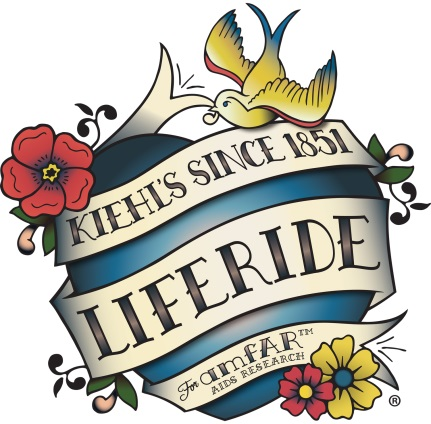 KIEHL'S SINCE 1851
LIFERIDE
For amfAR™
AIDS RESEARCH
®